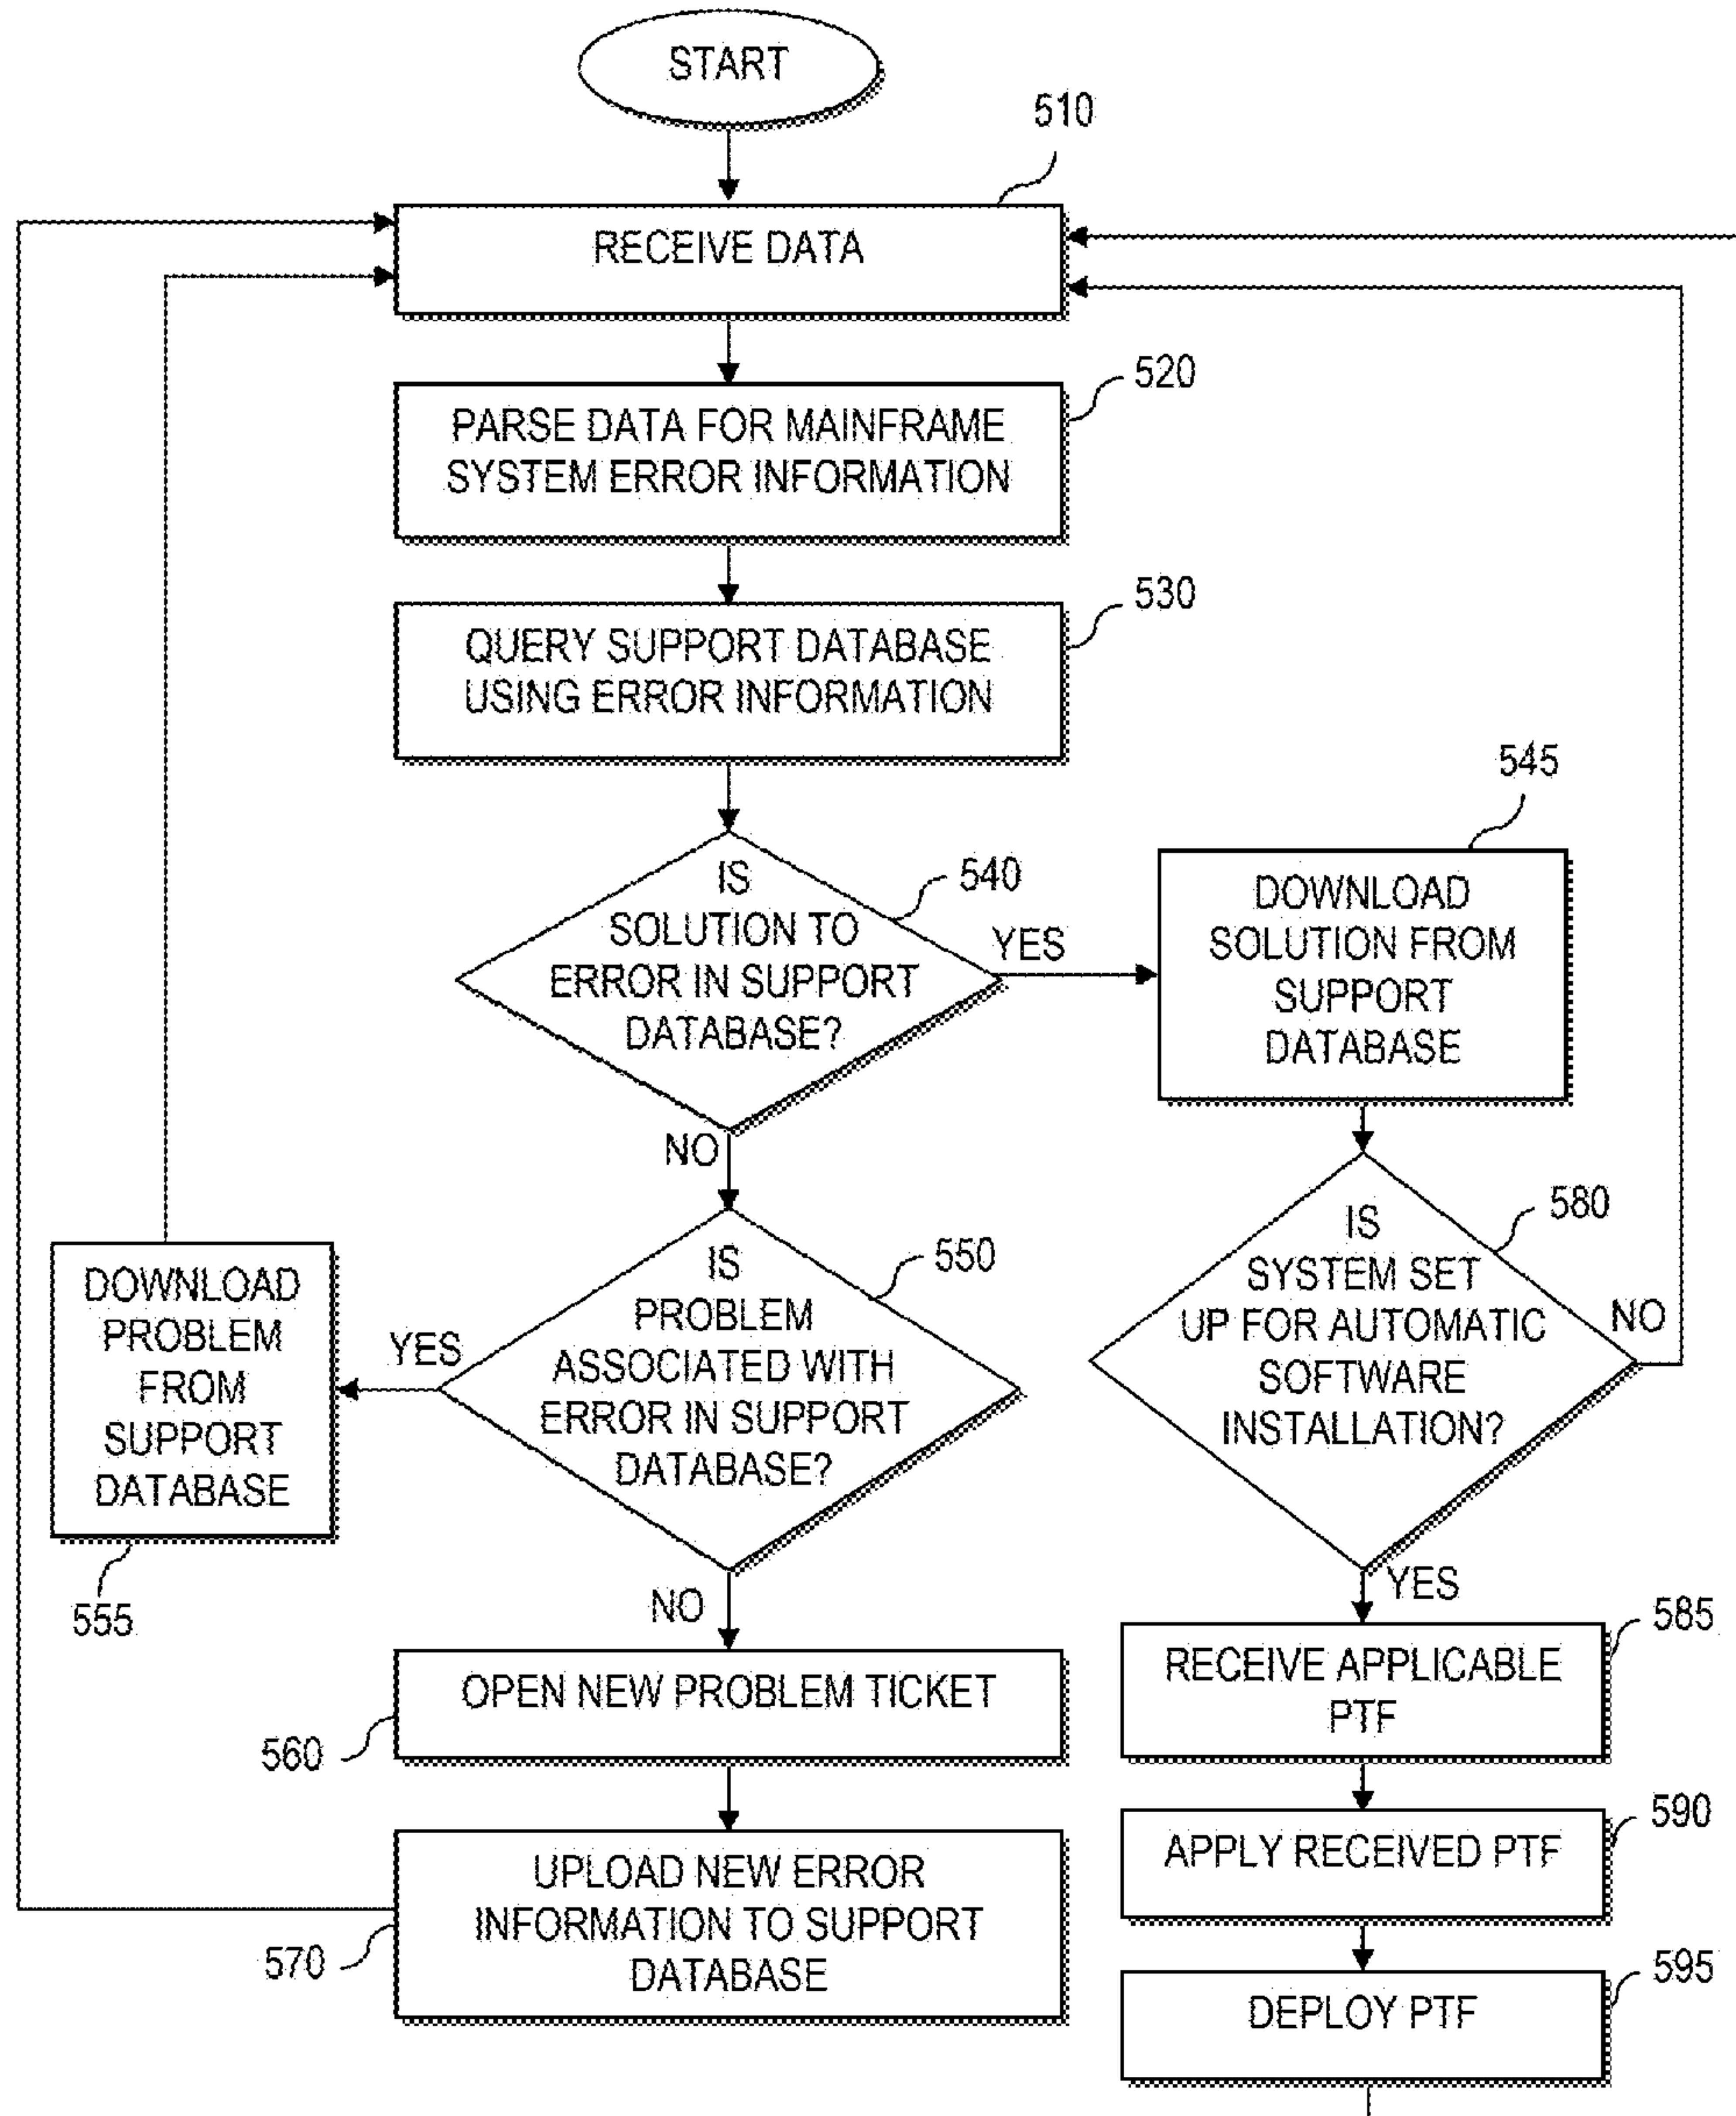 START
510
RECEIVE DATA
520
PARSE DATA FOR MAINFRAME
SYSTEM ERROR INFORMATION
530
QUERY SUPPORT DATABASE
USING ERROR INFORMATION
540
IS
SOLUTION TO
ERROR IN SUPPORT
DATABASE?
YES
NO
545
DOWNLOAD
SOLUTION FROM
SUPPORT
DATABASE
550
IS
PROBLEM
ASSOCIATED WITH
ERROR IN SUPPORT
DATABASE?
YES
NO
DOWNLOAD
PROBLEM
FROM
SUPPORT
DATABASE
555
580
IS
SYSTEM SET
UP FOR AUTOMATIC
SOFTWARE
INSTALLATION?
NO
YES
OPEN NEW PROBLEM TICKET
560
UPLOAD NEW ERROR
INFORMATION TO SUPPORT
DATABASE
570
585
RECEIVE APPLICABLE
PTF
590
APPLY RECEIVED PTF
595
DEPLOY PTF